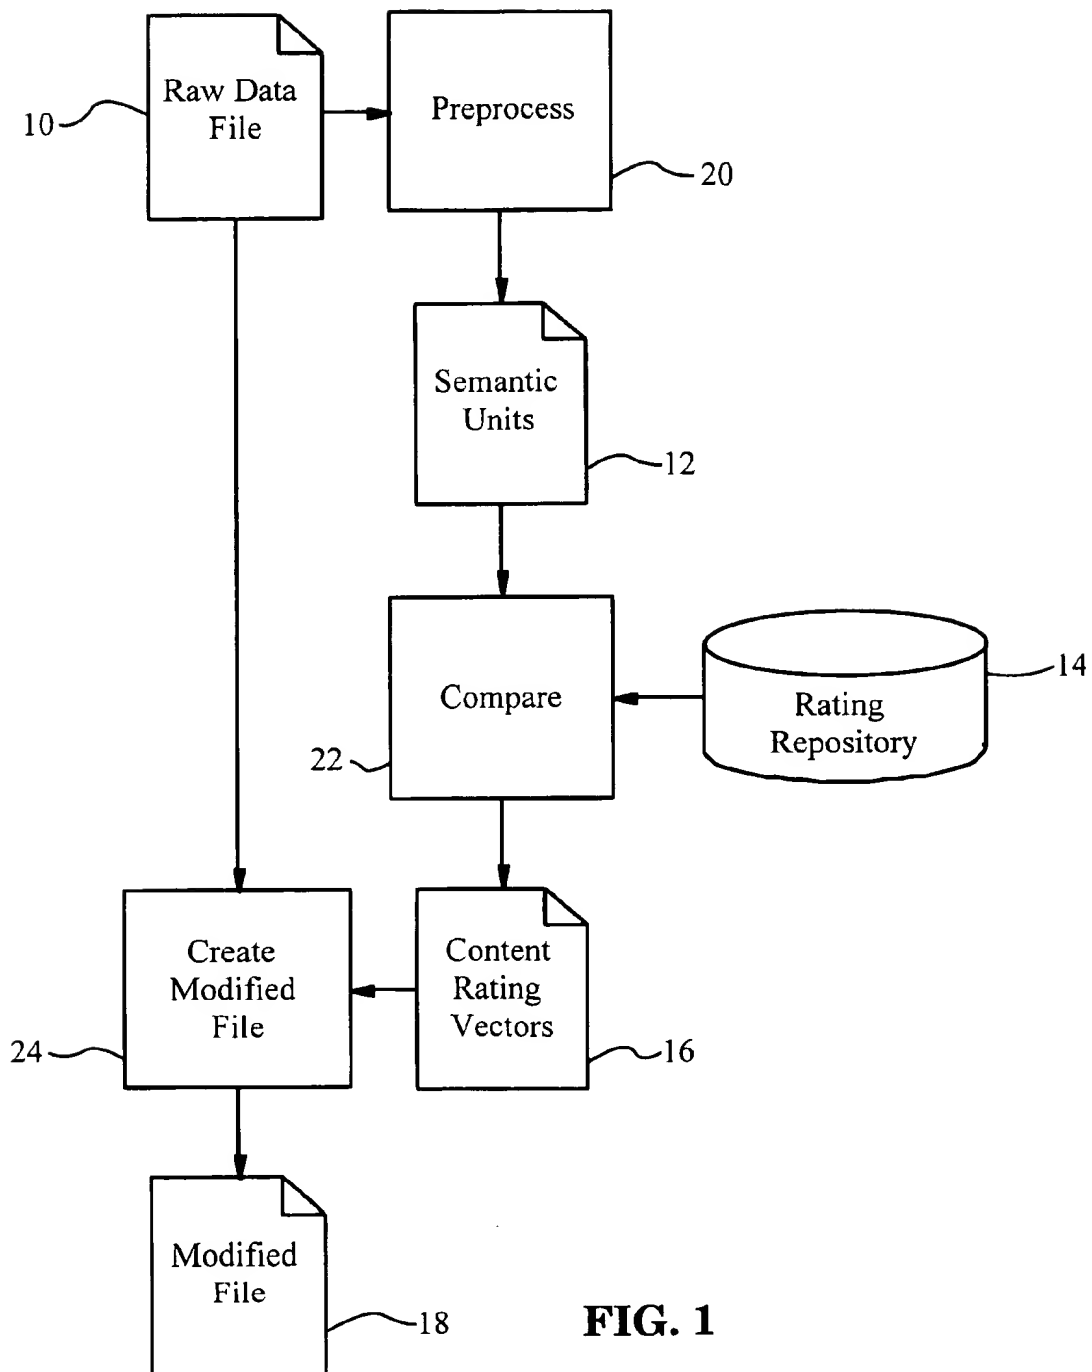 Raw Data
File
10
Preprocess
20
Semantic
Units
12
Compare
22
Rating
Repository
14
Create
Modified
File
24
Content
Rating
Vectors
16
Modified
File
18
FIG. 1